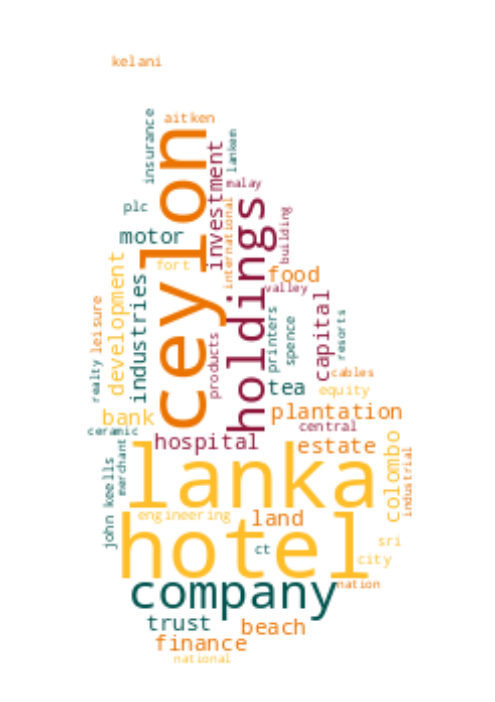 kelani
aitken
insurance
lanken
ceylon
investment
malay
plc
holdings
international
building
motor
fort
food
development
industries
valley
leisure
capital
printers
spence
resorts
products
realty
tea
cables
equity
bank
plantation
ceramic
central
hospital
estate
merchant
colombo
industrial
john keells
lanka
engineering
land
hotel
ct
sri
city
company
nation
trust
beach
finance
national